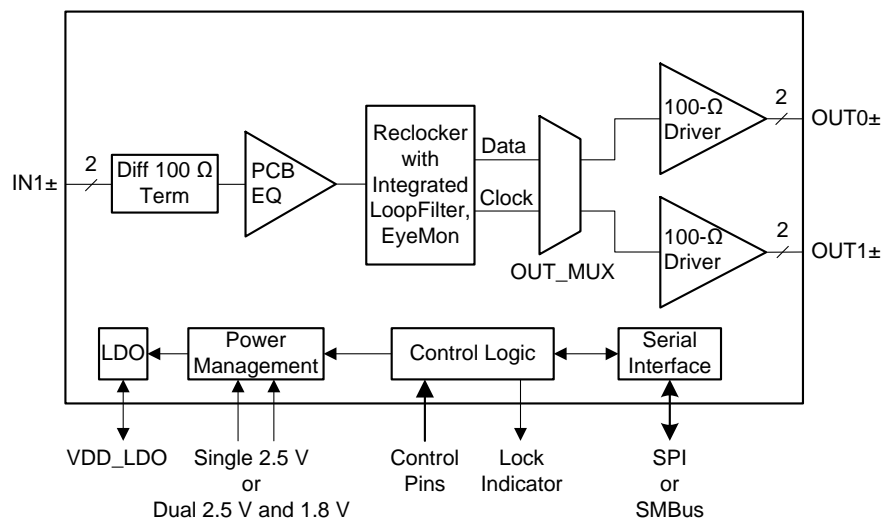 IN1±
2
Diff 100 Ω
Term
PCB
EQ
Reclocker
with
Integrated
LoopFilter,
EyeMon
Data
Clock
OUT_MUX
100-Ω
Driver
2
OUT0±
100-Ω
Driver
2
OUT1±
LDO
Power
Management
Control Logic
Serial
Interface
VDD_LDO
Single 2.5 V
or
Dual 2.5 V and 1.8 V
Control
Pins
Lock
Indicator
SPI
or
SMBus